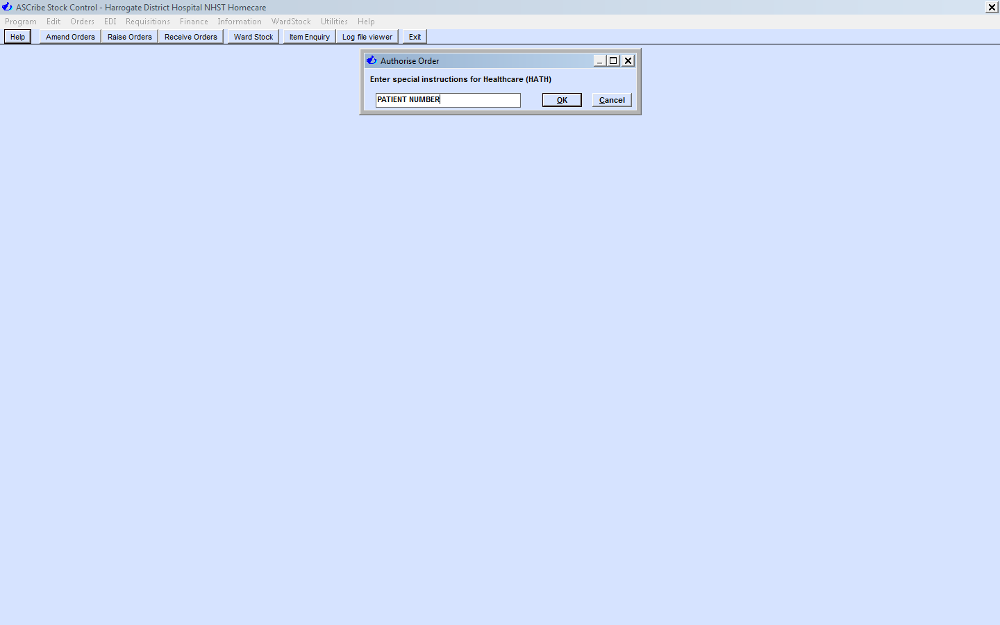 ASCribe Stock Control - Harrogate District Hospital NHST Homecare
Program Edit Orders EDI Requisitions Finance Information WardStock Utilities Help
Help Amend Orders Raise Orders Receive Orders Ward Stock Item Enquiry Log file viewer Exit
Authorise Order
Enter special instructions for Healthcare (HATH)
PATIENT NUMBER OK Cancel